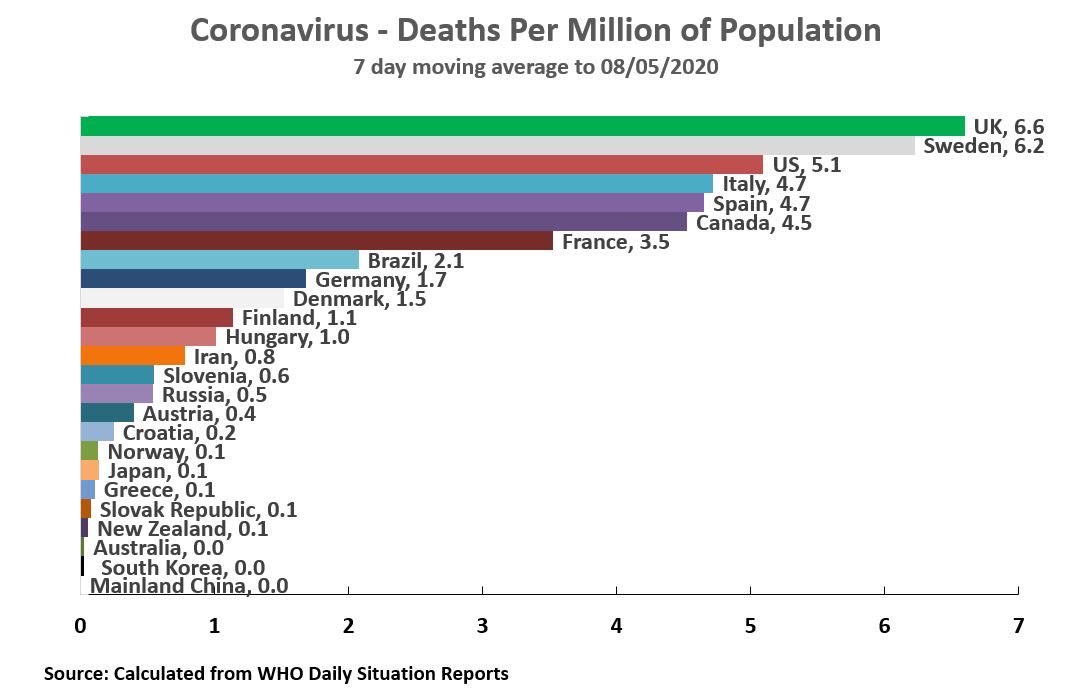 Coronavirus - Deaths Per Million of Population
7 day moving average to 08/05/2020
UK, 6.6
Sweden, 6.2
US, 5.1
Italy, 4.7
Spain, 4.7
Canada, 4.5
France, 3.5
Brazil, 2.1
Germany, 1.7
Denmark, 1.5
Finland, 1.1
Hungary, 1.0
Iran, 0.8
Slovenia, 0.6
Russia, 0.5
Austria, 0.4
Croatia, 0.2
Norway, 0.1
Japan, 0.1
Greece, 0.1
Slovak Republic, 0.1
New Zealand, 0.1
Australia, 0.0
South Korea, 0.0
Mainland China, 0.0
0 1 2 3 4 5 6 7
Source: Calculated from WHO Daily Situation Reports